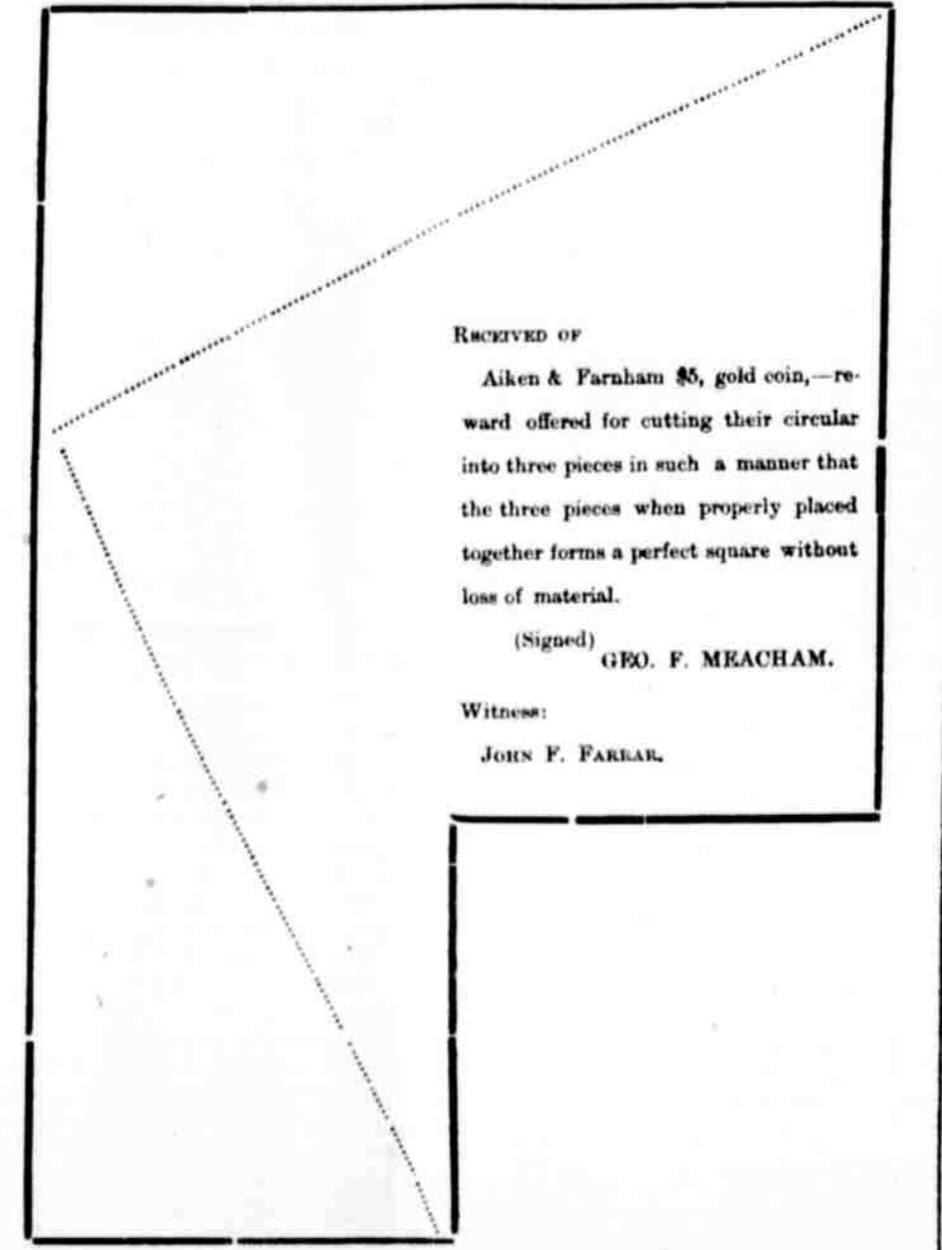 RECEIVED OF
Aiken & Farnham $5, gold coin,—re-
ward offered for cutting their circular
into three pieces in such a manner that
the three pieces when properly placed
together forms a perfect square without
loss of material.
(Signed)
GEO. F. MEACHAM.
Witness:
JOHN F. FARRAR.